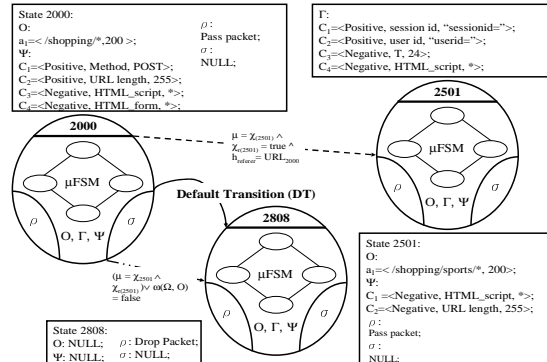 State 2000:
O:
a₁=< /shopping/*,200 >;
Ψ:
C₁=<Positive, Method, POST>;
C₂=<Positive, URL length, 255>;
C₃=<Negative, HTML_script, *>;
C₄=<Negative, HTML_form, *>;
ρ :
Pass packet;
σ :
NULL;
Γ:
C₁=<Positive, session id, “sessionid=”>;
C₂=<Positive, user id, “userid=”>;
C₃=<Negative, T, 24>;
C₄=<Negative, HTML_script, *>;
2000
μFSM
ρ
σ
O, Γ, Ψ
μ = χ(2501) ^
χr(2501) = true ^
hreferer= URL2000
2501
μFSM
ρ
σ
O, Γ, Ψ
Default Transition (DT)
2808
μFSM
ρ
σ
O, Γ, Ψ
(μ = χ2501 ^
χr(2501)) ∨ ω(Ω, O)
= false
State 2501:
O:
a₁=< /shopping/sports/*, 200>;
Ψ:
C₁ =<Negative, HTML_script, *>;
C₂=<Negative, URL length, 255>;
ρ :
Pass packet;
σ :
NULL;
State 2808:
O: NULL; ρ : Drop Packet;
Ψ: NULL; σ : NULL;